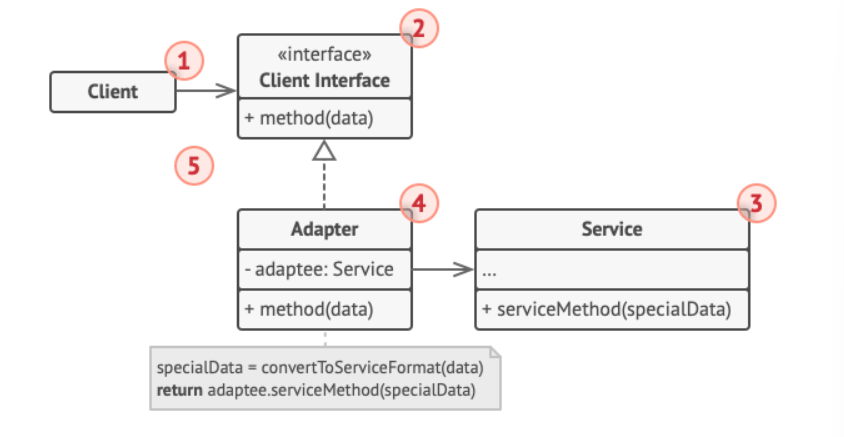 1
2
«interface»
Client Interface
Client
+ method(data)
5
4
3
Adapter
Service
- adaptee: Service
...
+ method(data)
+ serviceMethod(specialData)
specialData = convertToServiceFormat(data)
return adaptee.serviceMethod(specialData)